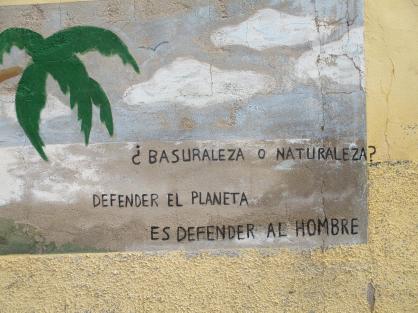 ¿BASURALEZA O NATURALEZA?
DEFENDER EL PLANETA
ES DEFENDER AL HOMBRE